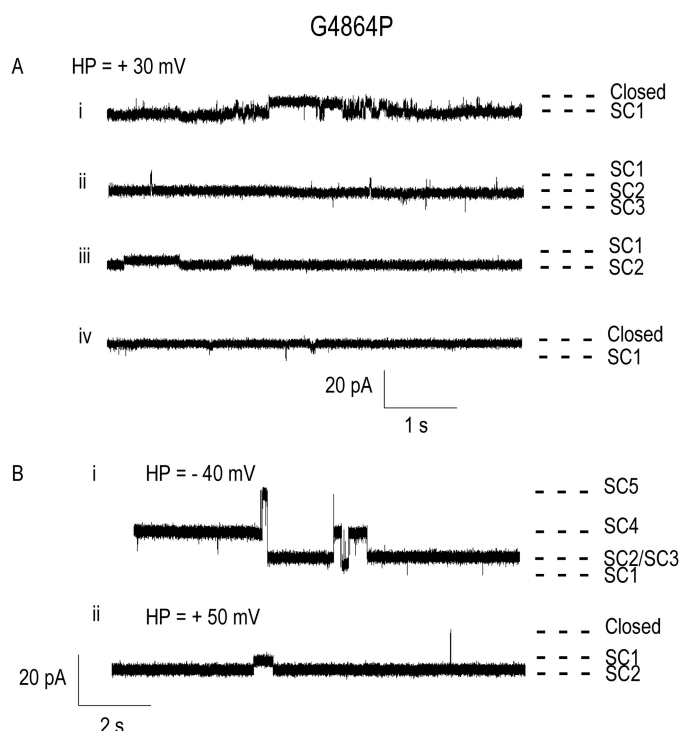 G4864P
A HP = + 30 mV
i
Closed
SC1
ii
SC1
SC2
SC3
iii
SC1
SC2
iv
Closed
SC1
20 pA
1 s
B i HP = - 40 mV
SC5
SC4
SC2/SC3
SC1
ii HP = + 50 mV
Closed
SC1
SC2
20 pA
2 s